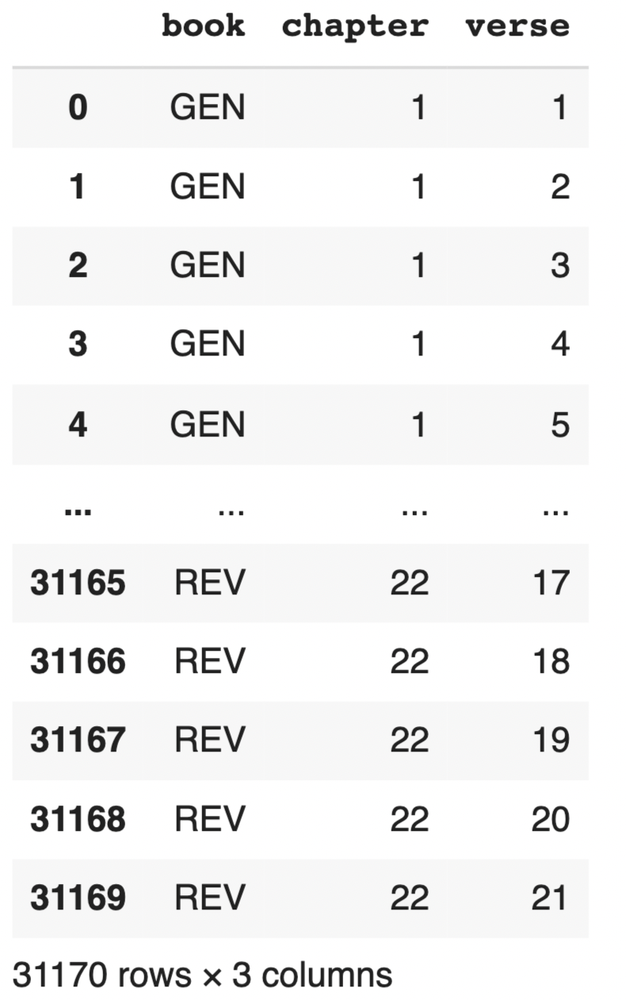 book chapter verse
0 GEN 1 1
1 GEN 1 2
2 GEN 1 3
3 GEN 1 4
4 GEN 1 5
... ... ... ...
31165 REV 22 17
31166 REV 22 18
31167 REV 22 19
31168 REV 22 20
31169 REV 22 21
31170 rows × 3 columns